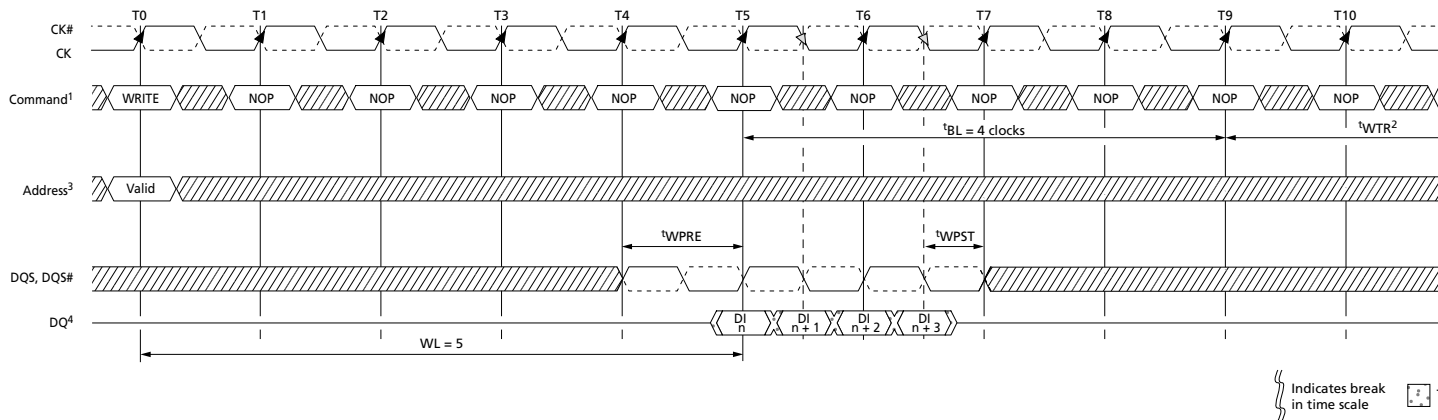 T0 T1 T2 T3 T4 T5 T6 T7 T8 T9 T10
CK#
CK
Command1 WRITE NOP NOP NOP NOP NOP NOP NOP NOP NOP NOP
tBL = 4 clocks tWTR2
Address3 Valid
tWPRE tWPST
DQS, DQS#
DQ4 DI n DI n + 1 DI n + 2 DI n + 3
WL = 5
Indicates break
in time scale